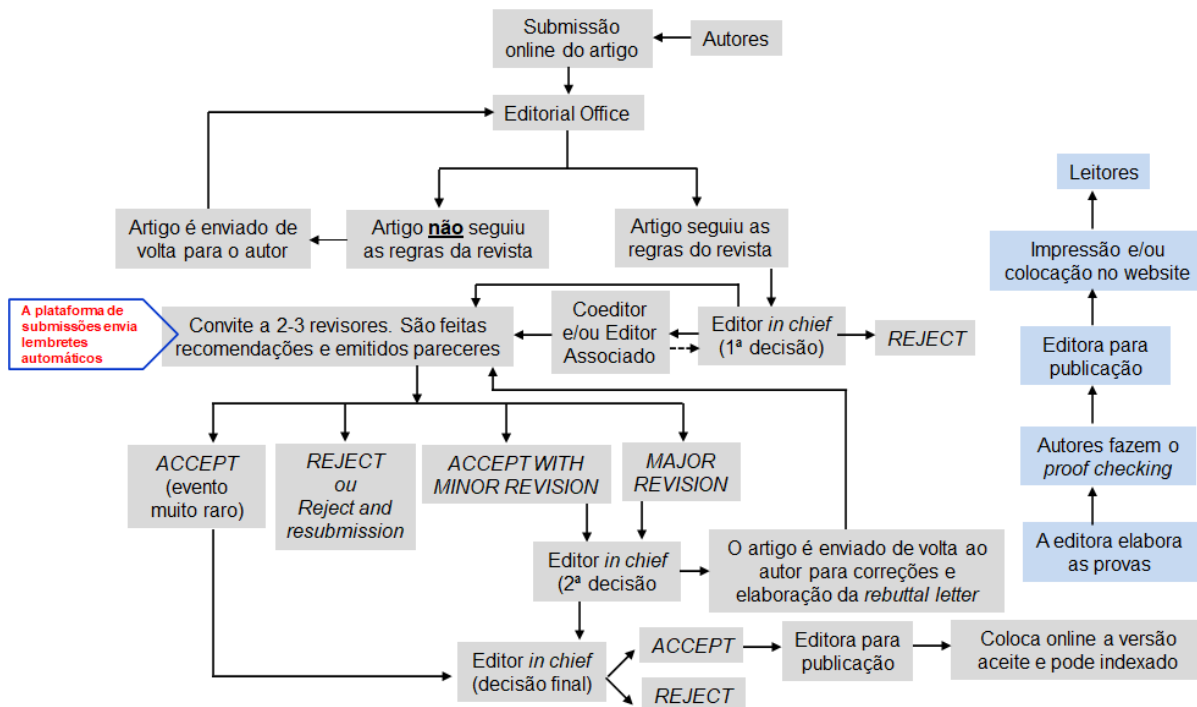 Submissão
online do artigo
Autores
Editorial Office
Artigo é enviado de
volta para o autor
Artigo não seguiu
as regras da revista
Artigo seguiu as
regras do revista
A plataforma de
submissões envia
lembretes
automáticos
Convite a 2-3 revisores. São feitas
recomendações e emitidos pareceres
Coeditor
e/ou Editor
Associado
Editor in chief
(1ª decisão)
REJECT
ACCEPT
(evento
muito raro)
REJECT
ou
Reject and
resubmission
ACCEPT WITH
MINOR REVISION
MAJOR
REVISION
Editor in chief
(2ª decisão
O artigo é enviado de volta ao
autor para correções e
elaboração da rebuttal letter
Editor in chief
(decisão final)
ACCEPT
REJECT
Editora para
publicação
Coloca online a versão
aceite e pode indexado
Leitores
Impressão e/ou
colocação no website
Editora para
publicação
Autores fazem o
proof checking
A editora elabora
as provas